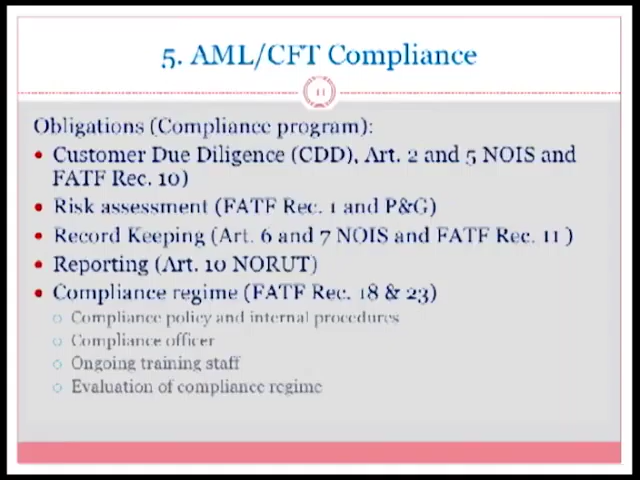 5. AML/CFT Compliance
11
Obligations (Compliance program):
• Customer Due Diligence (CDD), Art. 2 and 5 NOIS and
FATF Rec. 10)
• Risk assessment (FATF Rec. 1 and P&G)
• Record Keeping (Art. 6 and 7 NOIS and FATF Rec. 11 )
• Reporting (Art. 10 NORUT)
• Compliance regime (FATF Rec. 18 & 23)
○ Compliance policy and internal procedures
○ Compliance officer
○ Ongoing training staff
○ Evaluation of compliance regime